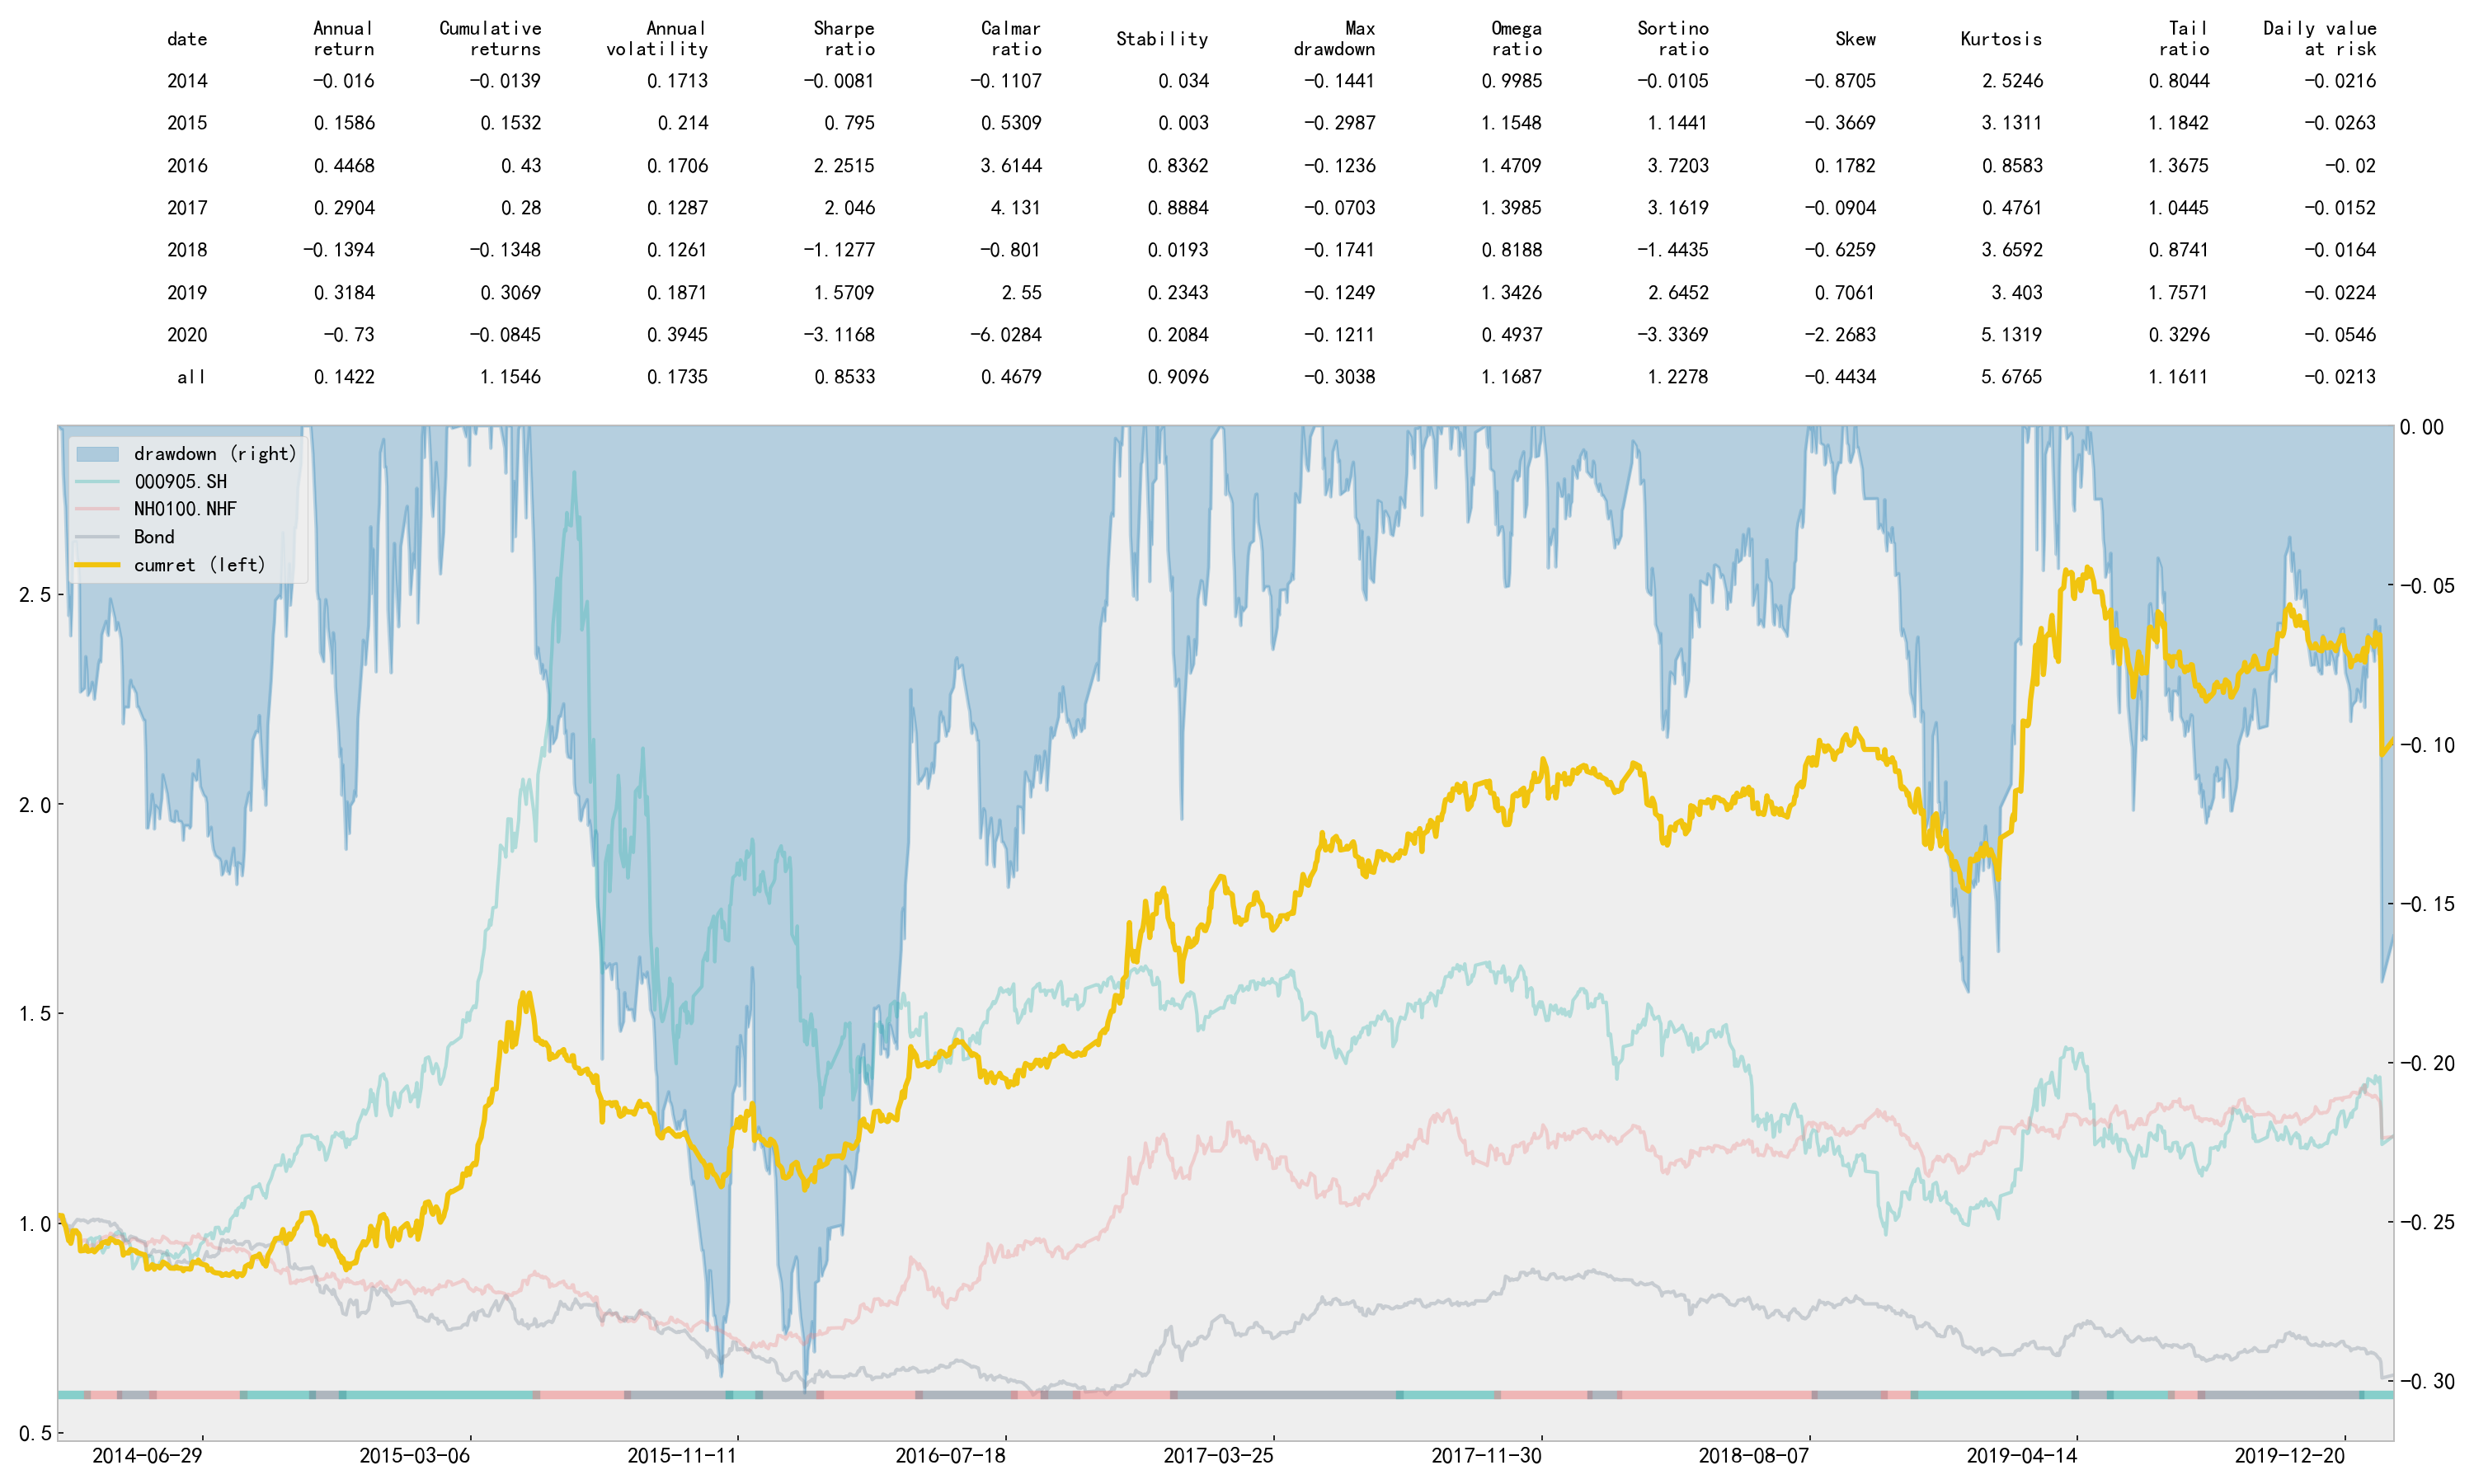 date Annual return Cumulative returns Annual volatility Sharpe ratio Calmar ratio Stability Max drawdown Omega ratio Sortino ratio Skew Kurtosis Tail ratio Daily value at risk
2014 -0.016 -0.0139 0.1713 -0.0081 -0.1107 0.034 -0.1441 0.9985 -0.0105 -0.8705 2.5246 0.8044 -0.0216
2015 0.1586 0.1532 0.214 0.795 0.5309 0.003 -0.2987 1.1548 1.1441 -0.3669 3.1311 1.1842 -0.0263
2016 0.4468 0.43 0.1706 2.2515 3.6144 0.8362 -0.1236 1.4709 3.7203 0.1782 0.8583 1.3675 -0.02
2017 0.2904 0.28 0.1287 2.046 4.131 0.8884 -0.0703 1.3985 3.1619 -0.0904 0.4761 1.0445 -0.0152
2018 -0.1394 -0.1348 0.1261 -1.1277 -0.801 0.0193 -0.1741 0.8188 -1.4435 -0.6259 3.6592 0.8741 -0.0164
2019 0.3184 0.3069 0.1871 1.5709 2.55 0.2343 -0.1249 1.3426 2.6452 0.7061 3.403 1.7571 -0.0224
2020 -0.73 -0.0845 0.3945 -3.1168 -6.0284 0.2084 -0.1211 0.4937 -3.3369 -2.2683 5.1319 0.3296 -0.0546
all 0.1422 1.1546 0.1735 0.8533 0.4679 0.9096 -0.3038 1.1687 1.2278 -0.4434 5.6765 1.1611 -0.0213
drawdown (right)
000905.SH
NH0100.NHF
Bond
cumret (left)
2.5
2.0
1.5
1.0
0.5
0.00
-0.05
-0.10
-0.15
-0.20
-0.25
-0.30
2014-06-29 2015-03-06 2015-11-11 2016-07-18 2017-03-25 2017-11-30 2018-08-07 2019-04-14 2019-12-20